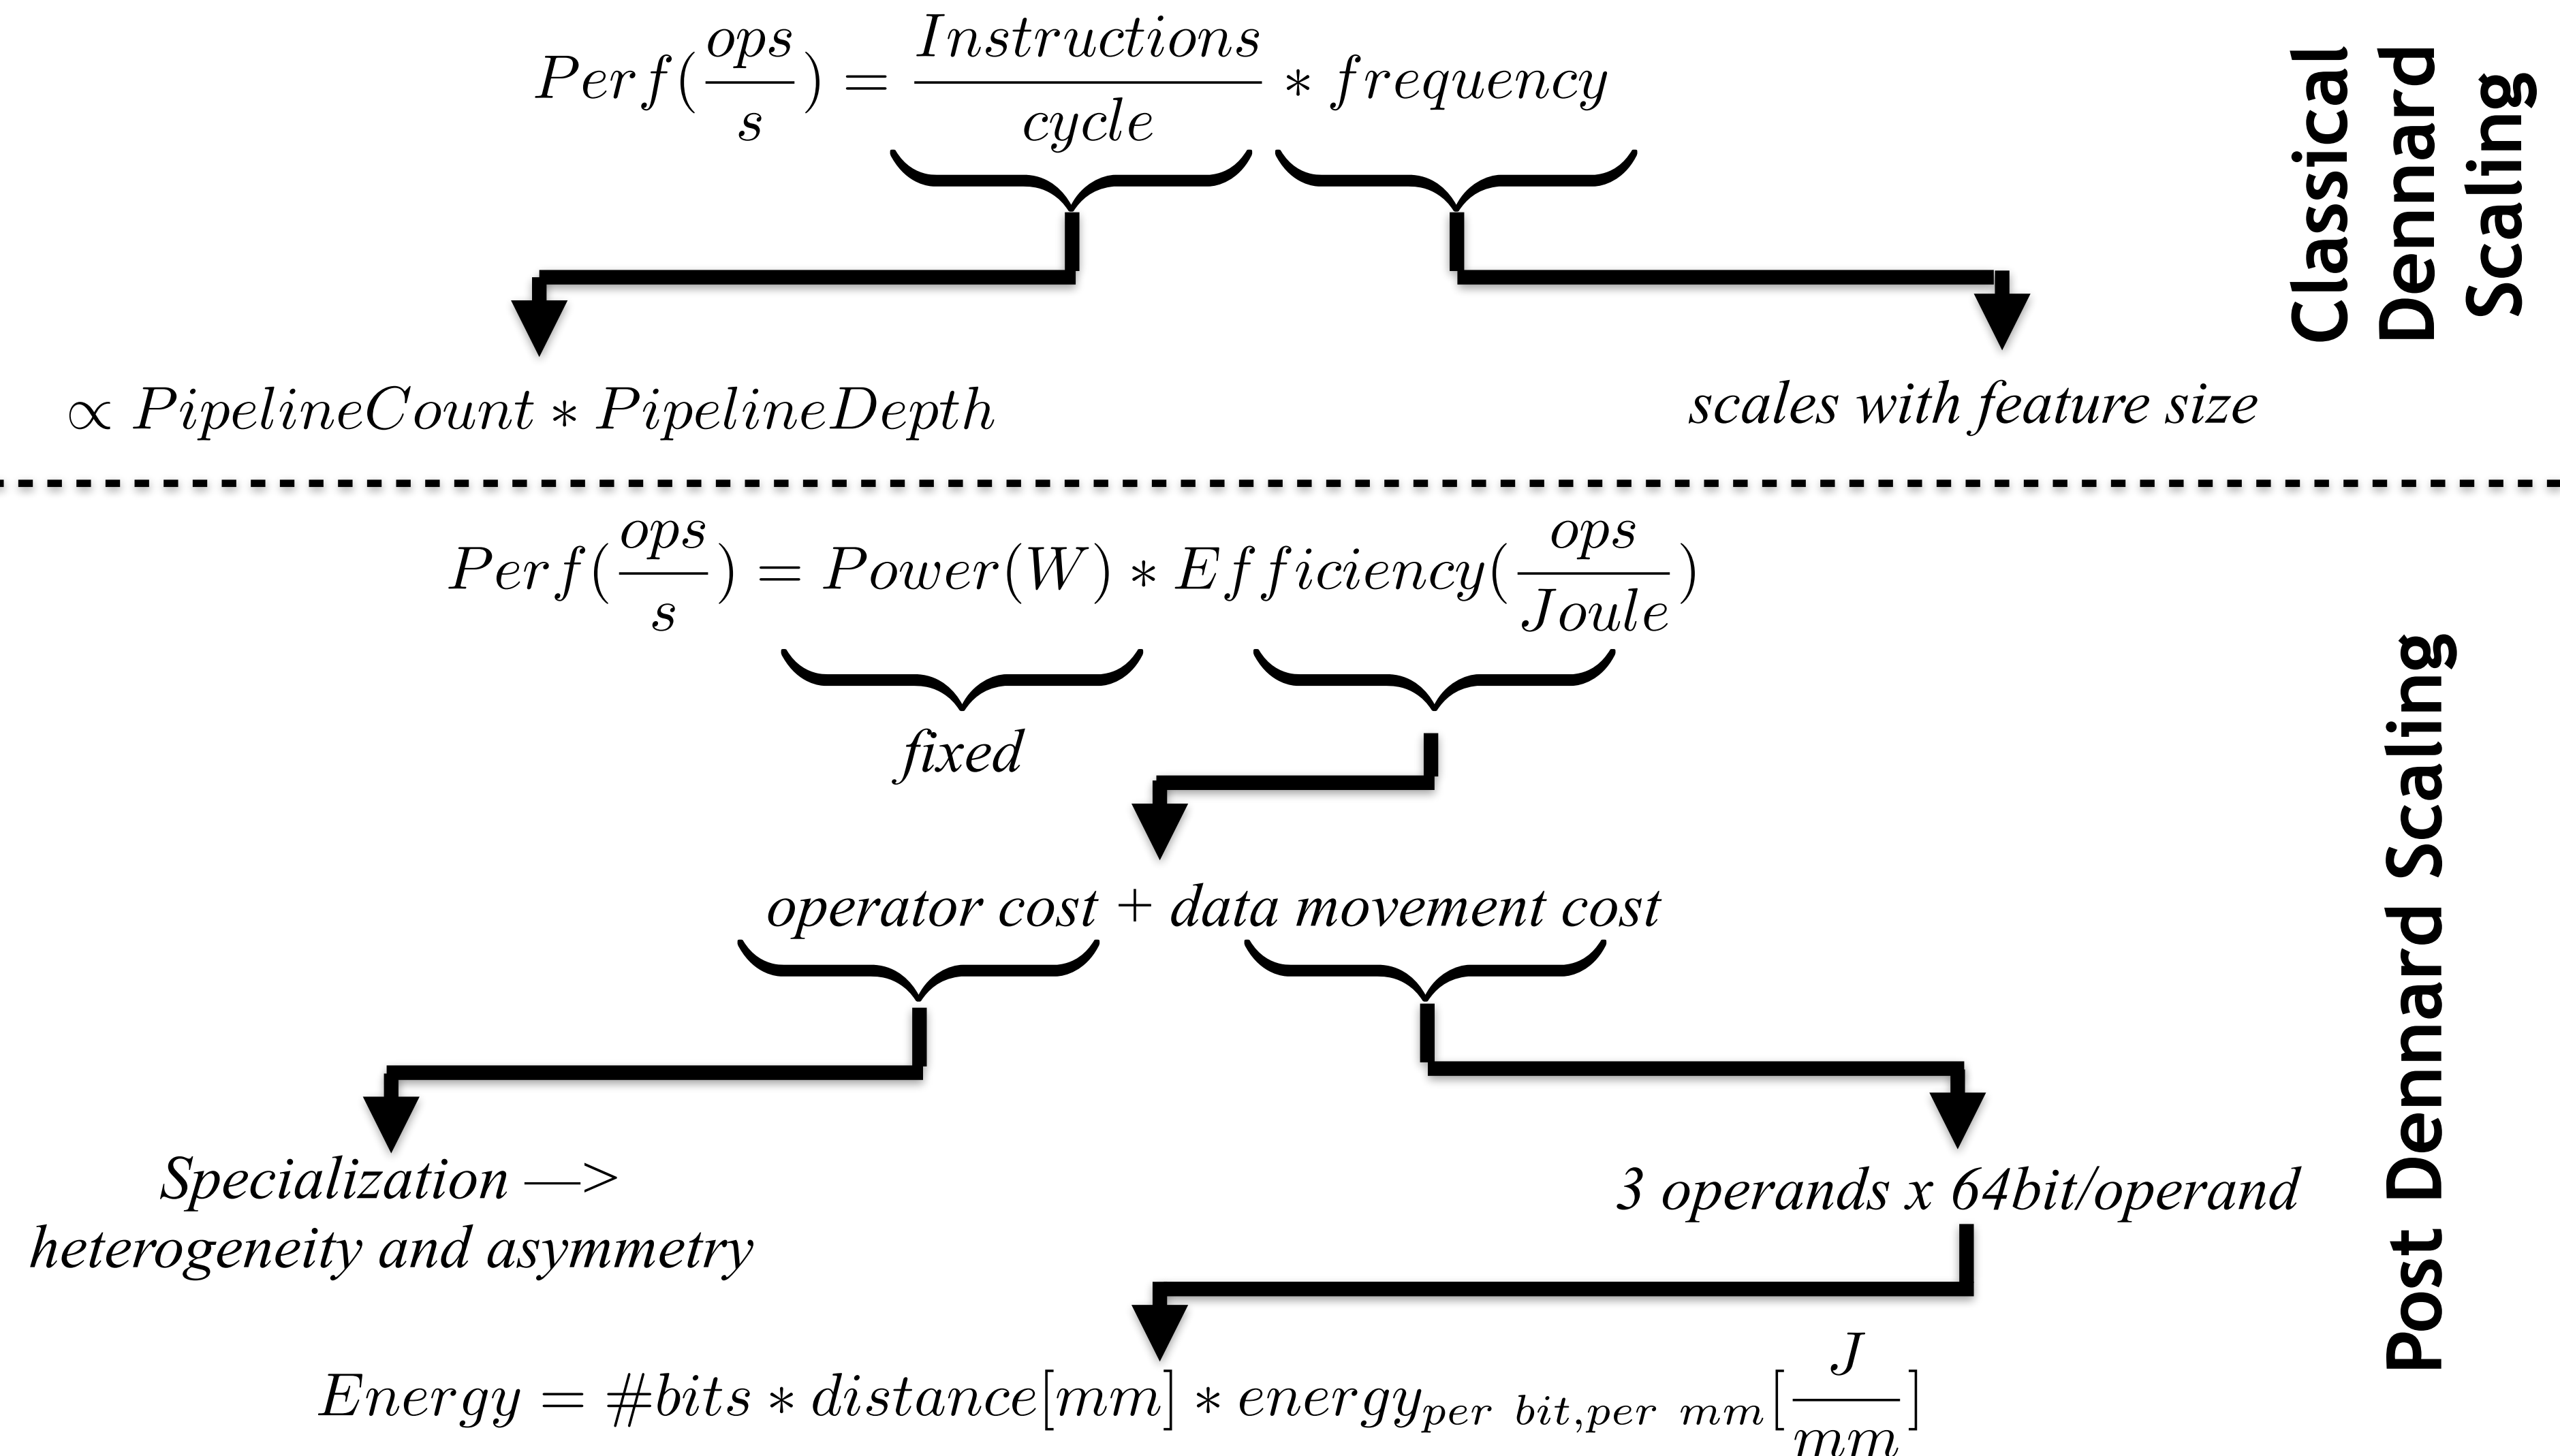 Perf(ops/s) = Instructions/cycle * frequency
Classical
Dennard
Scaling
∝ PipelineCount * PipelineDepth
scales with feature size
Perf(ops/s) = Power(W) * Efficiency(ops/Joule)
fixed
operator cost + data movement cost
Specialization —>
heterogeneity and asymmetry
3 operands x 64bit/operand
Energy = #bits * distance[mm] * energy_{per bit,per mm}[J/mm]
Post Dennard Scaling